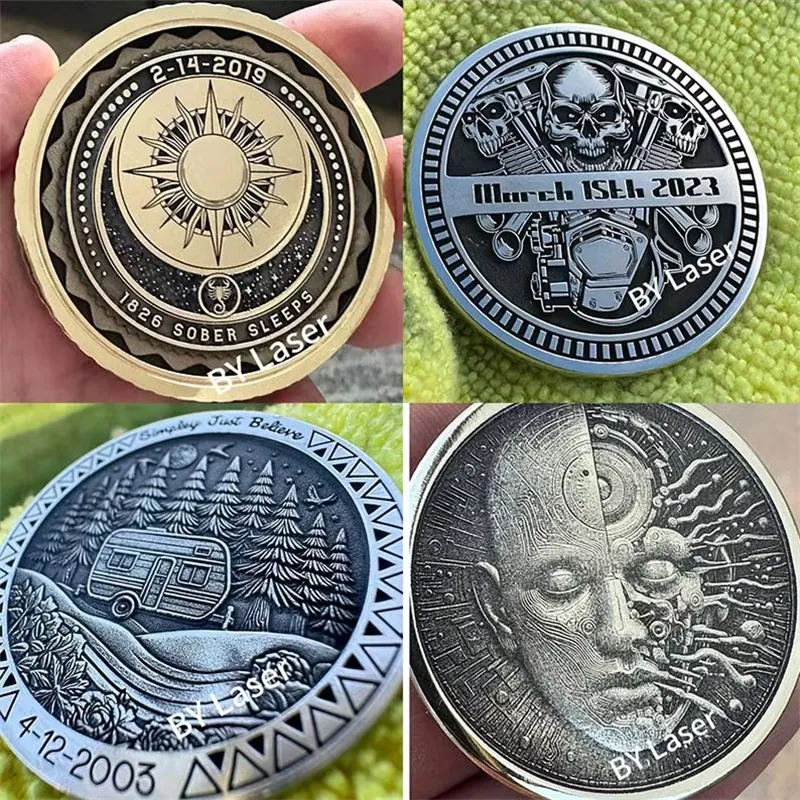 2-14-2019
1826 SOBER SLEEPS
BY Laser
March 15th 2023
BY Laser
Simpley Just Believe
4-12-2003
BY Laser
BY Laser